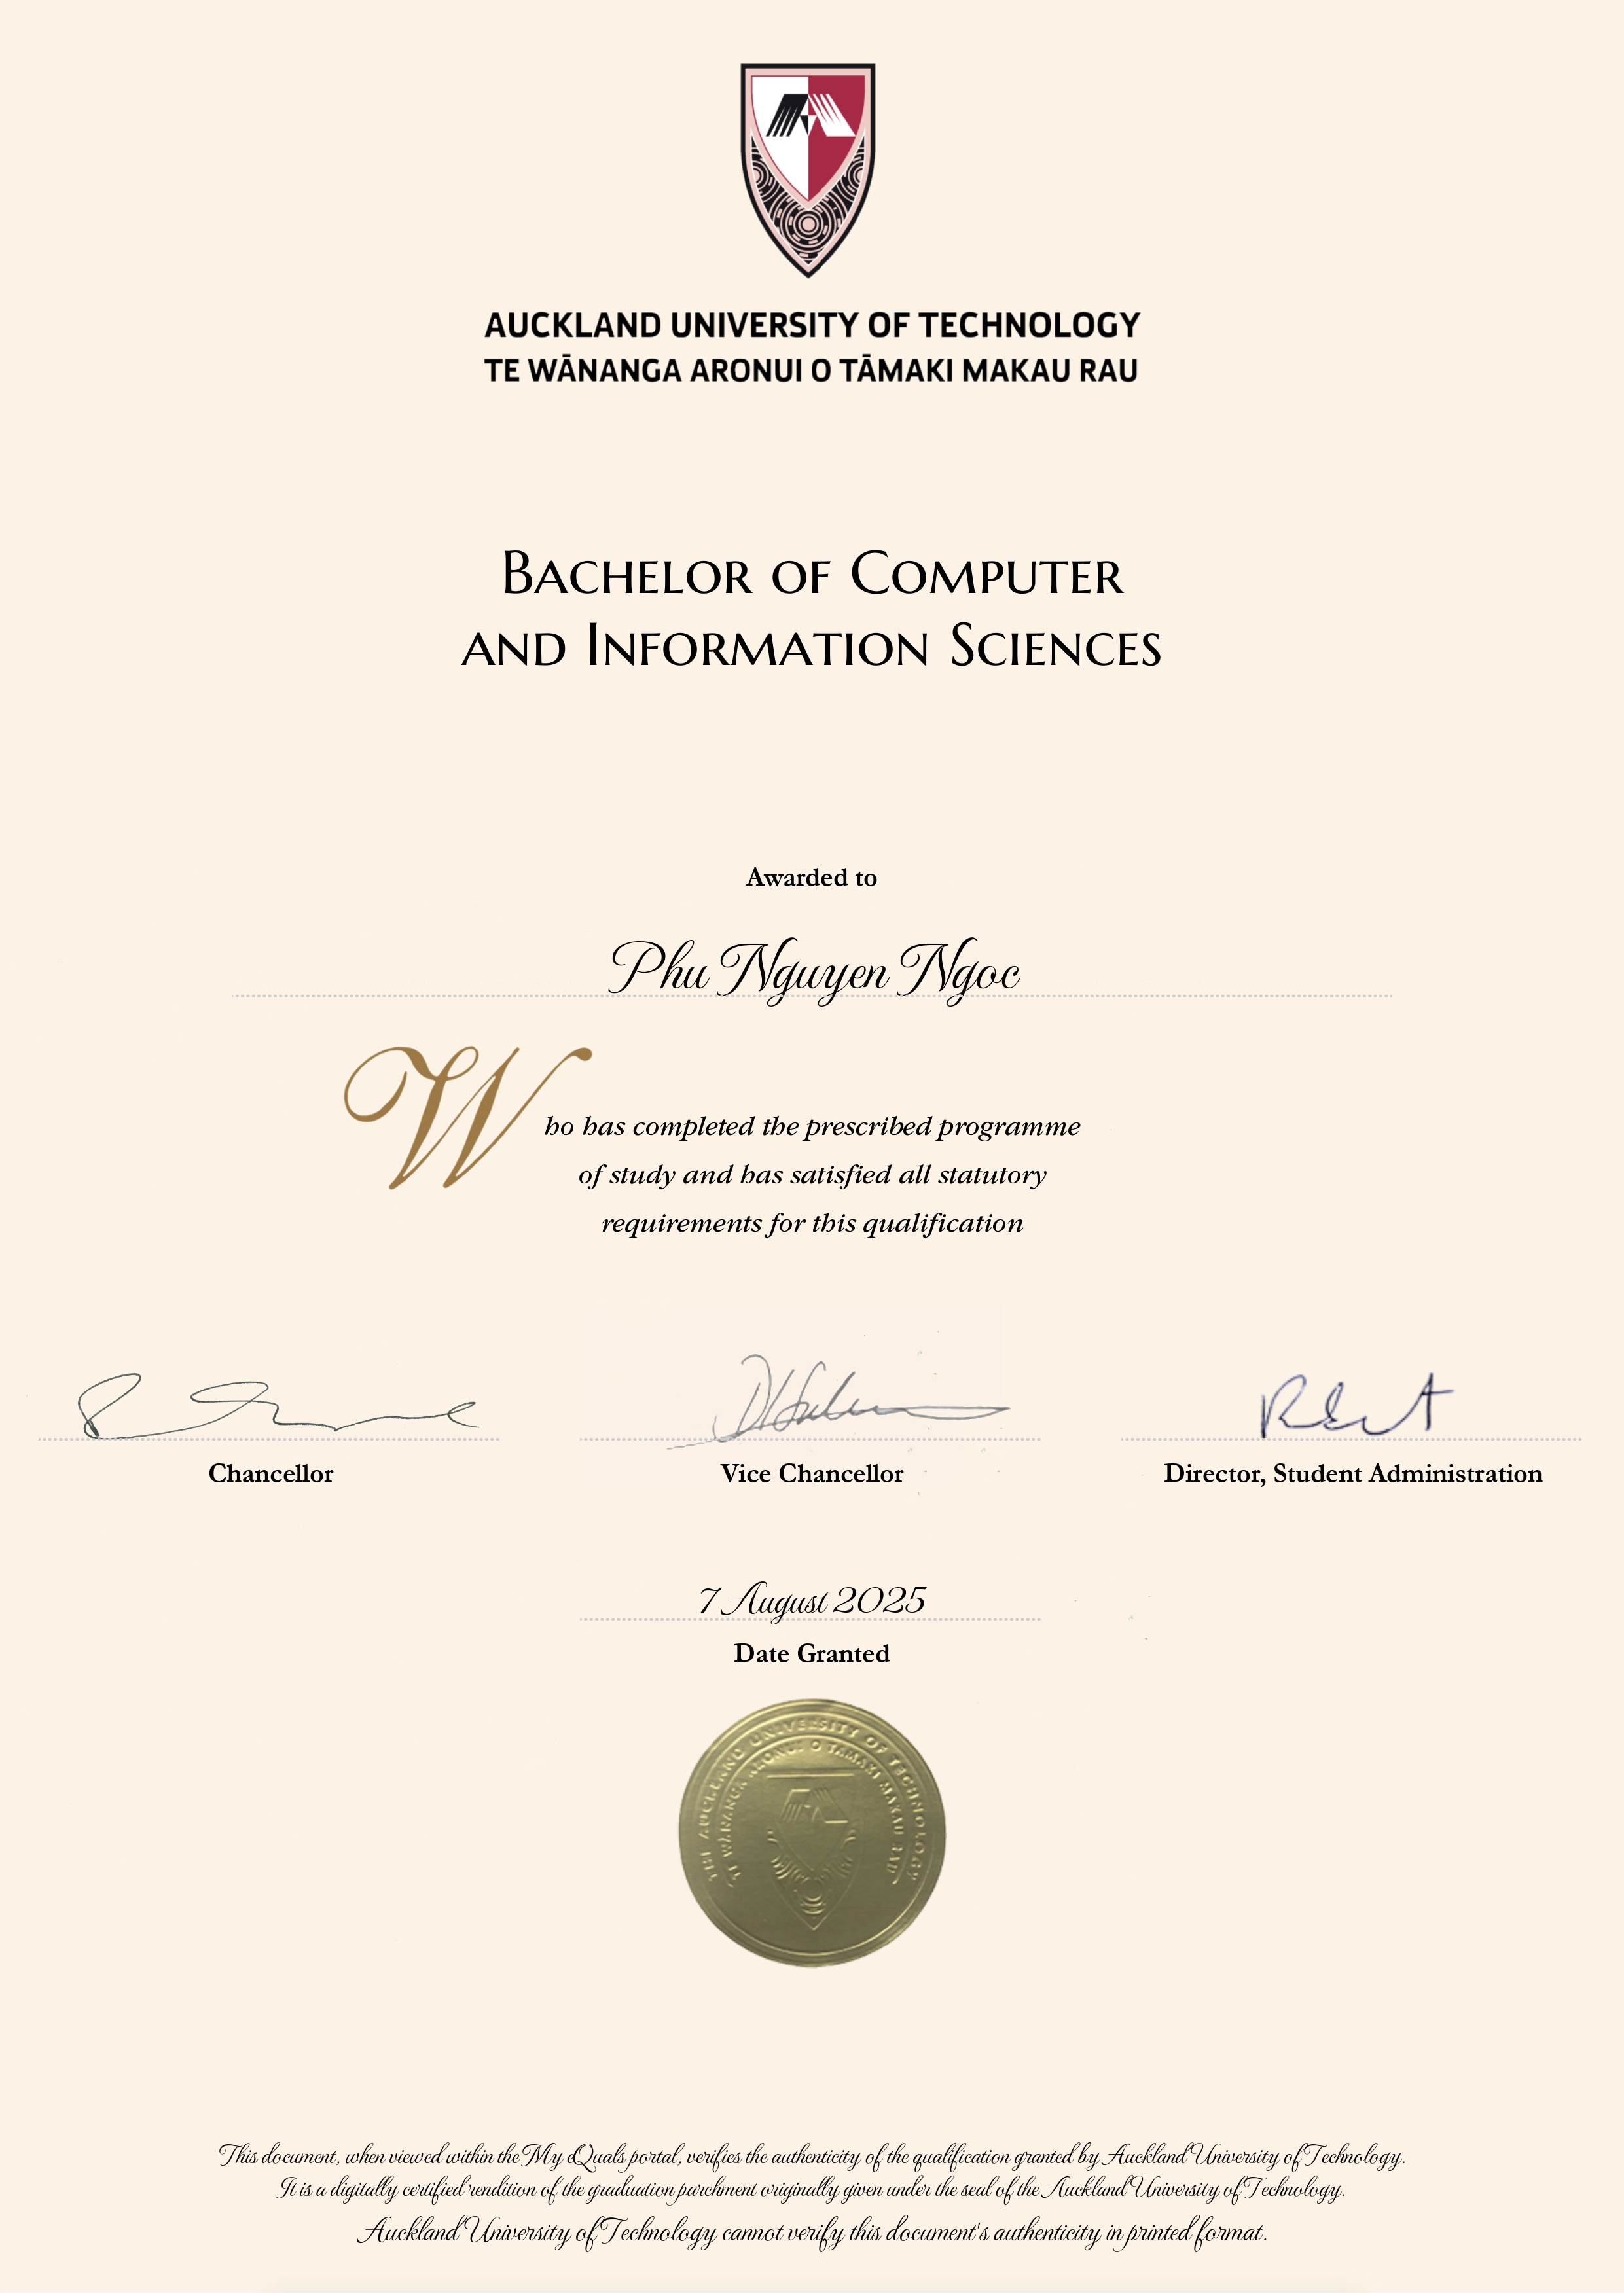 AUCKLAND UNIVERSITY OF TECHNOLOGY
TE WĀNANGA ARONUI O TĀMAKI MAKAU RAU
Bachelor of Computer
and Information Sciences
Awarded to
Phu Nguyen Ngoc
Who has completed the prescribed programme
of study and has satisfied all statutory
requirements for this qualification
Chancellor
Vice Chancellor
Director, Student Administration
7 August 2025
Date Granted
THE AUCKLAND UNIVERSITY OF TECHNOLOGY
TE WĀNANGA ARONUI O TAMAKI MAKAU RAU
This document, when viewed within the My eQuals portal, verifies the authenticity of the qualification granted by Auckland University of Technology.
It is a digitally certified rendition of the graduation parchment originally given under the seal of the Auckland University of Technology.
Auckland University of Technology cannot verify this document's authenticity in printed format.